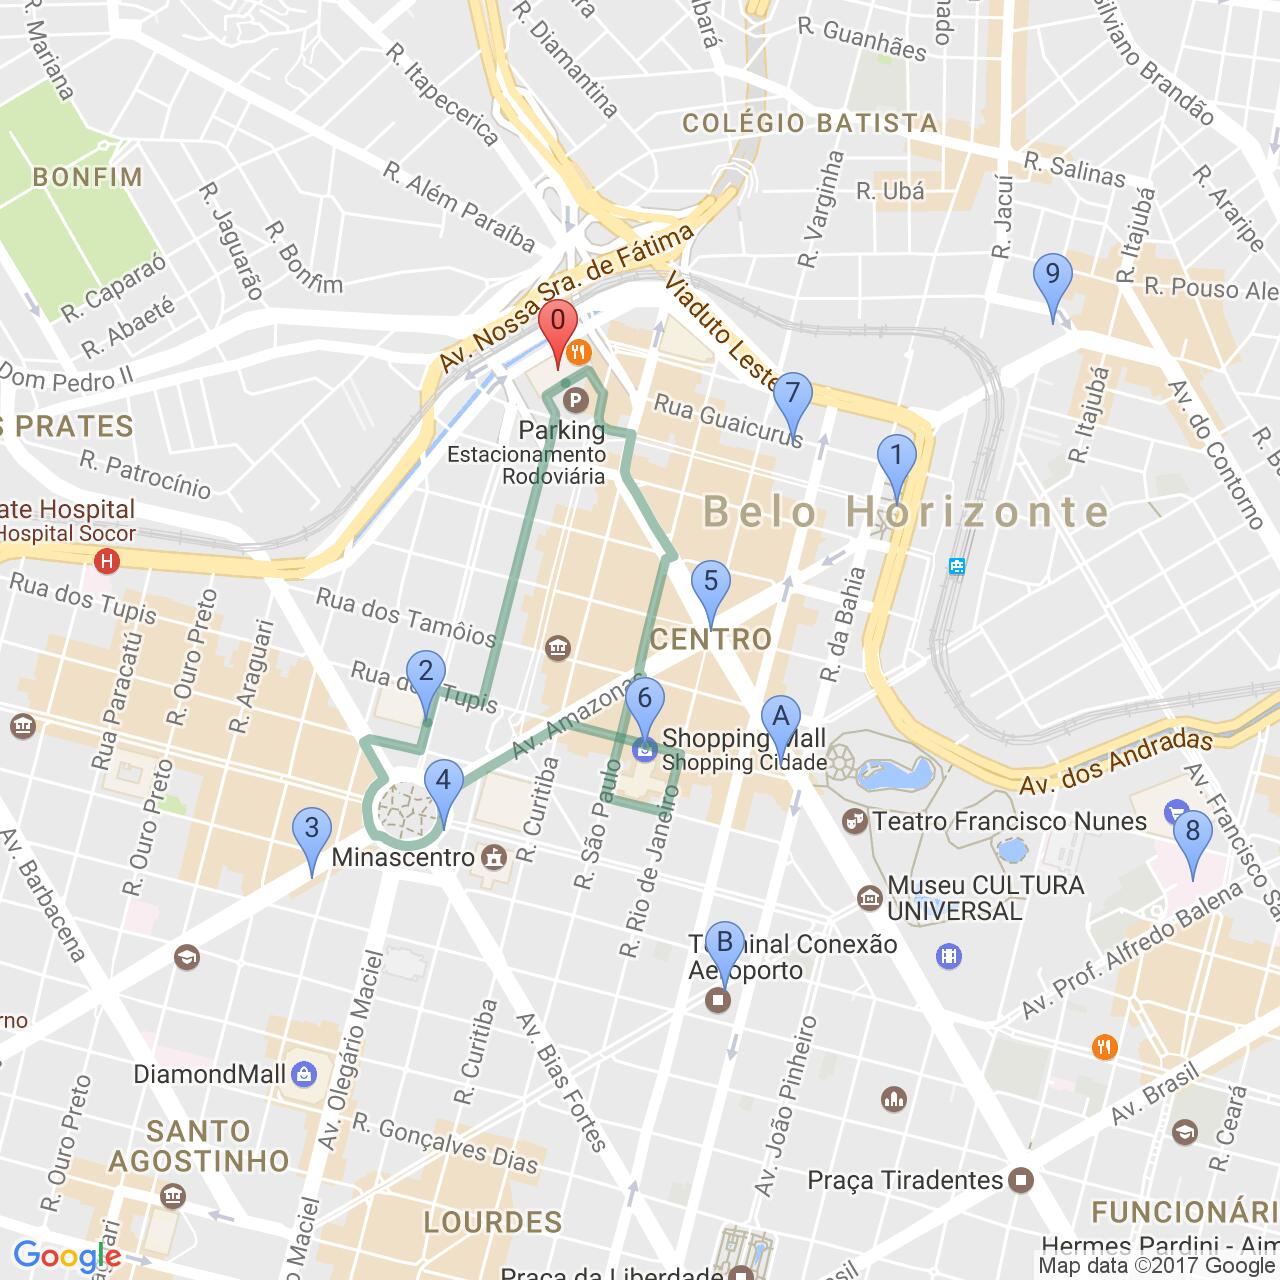 R. Mariana
R. Itapecerica
R. Diamantina
R. Guanhães
Silviano Brandão
COLÉGIO BATISTA
BONFIM
R. Além Paraíba
R. Jaguarão
R. Bonfim
R. Varginha
R. Ubá
R. Jacuí
R. Salinas
R. Itajubá
R. Araripe
R. Caparaó
R. Abaeté
Av. Nossa Sra. de Fátima
Viaduto Leste
R. Pouso Ale
9
0
Dom Pedro II
S PRATES
R. Patrocínio
P
Parking
Estacionamento
Rodoviária
Rua Guaicurus
7
1
R. Itajubá
Av. do Contorno
Belo Horizonte
ate Hospital
Hospital Socor
H
Rua dos Tupis
R. Ouro Preto
R. Araguari
Rua Paracatú
Rua dos Tamôios
Rua dos Tupis
2
5
CENTRO
R. da Bahia
6
A
Av. Amazonas
Shopping Mall
Shopping Cidade
Av. dos Andradas
4
3
Minascentro
R. Curitiba
R. São Paulo
R. Rio de Janeiro
R. Ouro Preto
Av. Barbacena
Teatro Francisco Nunes
Museu CULTURA
UNIVERSAL
8
Av. Francisco Sa
Av. Prof. Alfredo Balena
B
Terminal Conexão
Aeroporto
rno
DiamondMall
Av. Olegário Maciel
R. Curitiba
Av. Bias Fortes
Av. João Pinheiro
R. Gonçalves Dias
SANTO
AGOSTINHO
R. Ouro Preto
Av. Brasil
R. Ceará
Praça Tiradentes
LOURDES
FUNCIONÁRI
Hermes Pardini - Aim
Praça da Liberdade
Google
Map data ©2017 Google